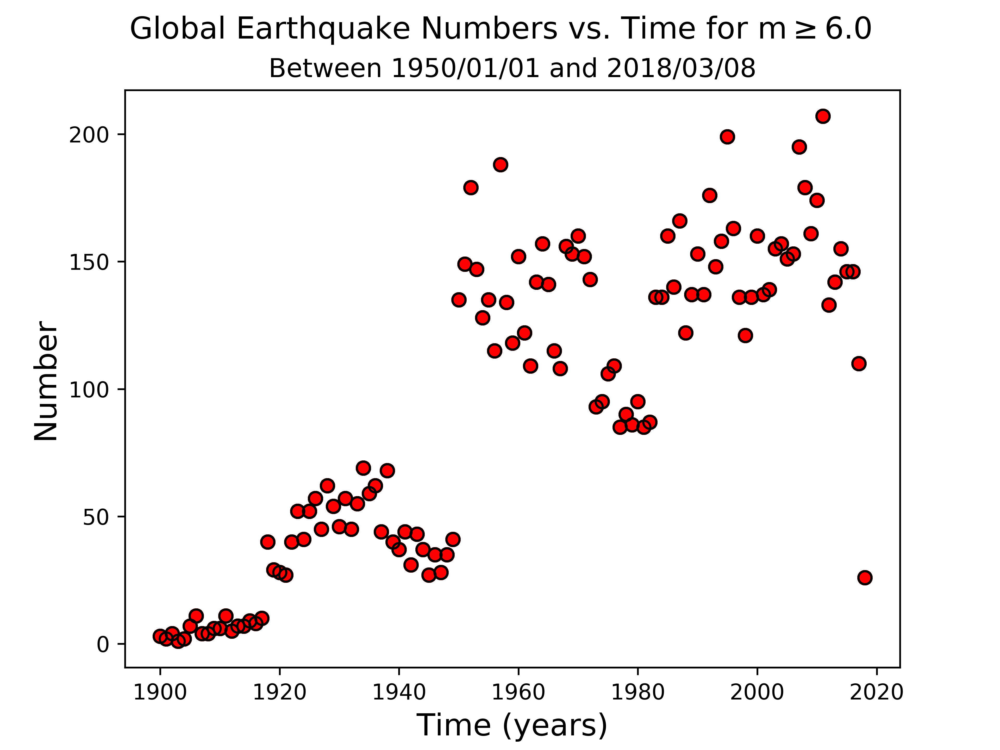 Global Earthquake Numbers vs. Time for m ≥ 6.0
Between 1950/01/01 and 2018/03/08
200
150
100
50
0
Number
1900 1920 1940 1960 1980 2000 2020
Time (years)